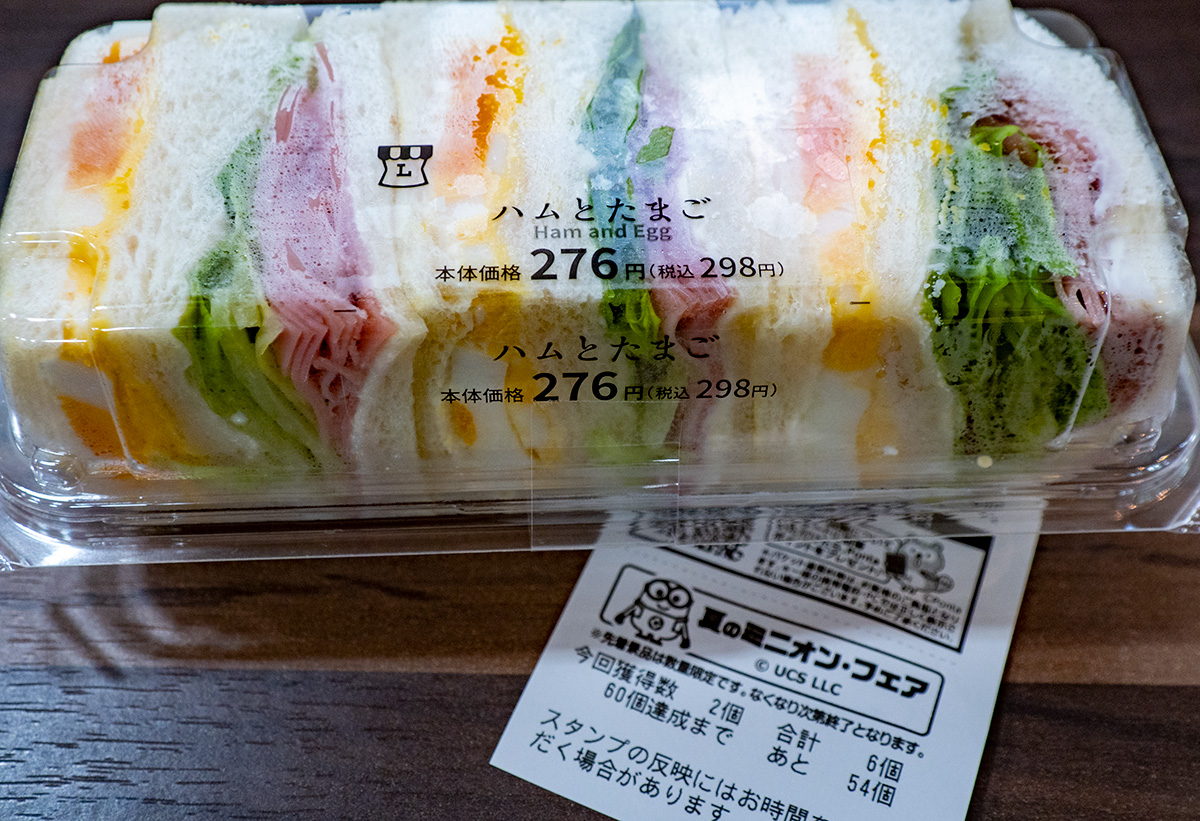 L
ハムとたまご
Ham and Egg
本体価格 276円(税込 298円)
ハムとたまご
本体価格 276円(税込 298円)
夏のミニオン・フェア
© UCS LLC
※先着景品は数量限定です。なくなり次第終了となります。
今回獲得数 2個 合計 6個
60個達成まで あと 54個
スタンプの反映にはお時間を
だく場合があります